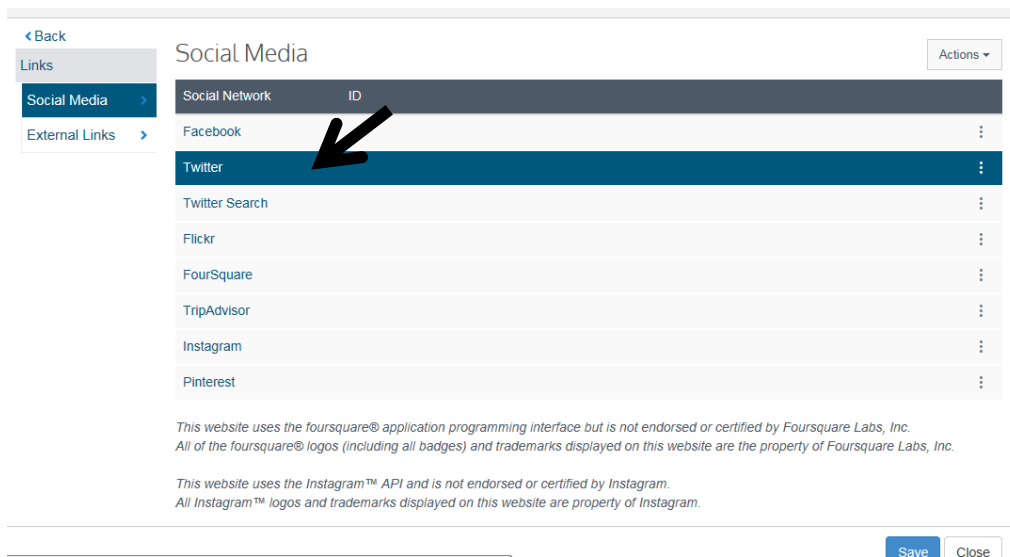 Back
Links
Social Media
External Links
Social Media
Actions
Social Network ID
Facebook
Twitter
Twitter Search
Flickr
FourSquare
TripAdvisor
Instagram
Pinterest
This website uses the foursquare® application programming interface but is not endorsed or certified by Foursquare Labs, Inc.
All of the foursquare® logos (including all badges) and trademarks displayed on this website are the property of Foursquare Labs, Inc.
This website uses the Instagram™ API and is not endorsed or certified by Instagram.
All Instagram™ logos and trademarks displayed on this website are property of Instagram.
Save Close